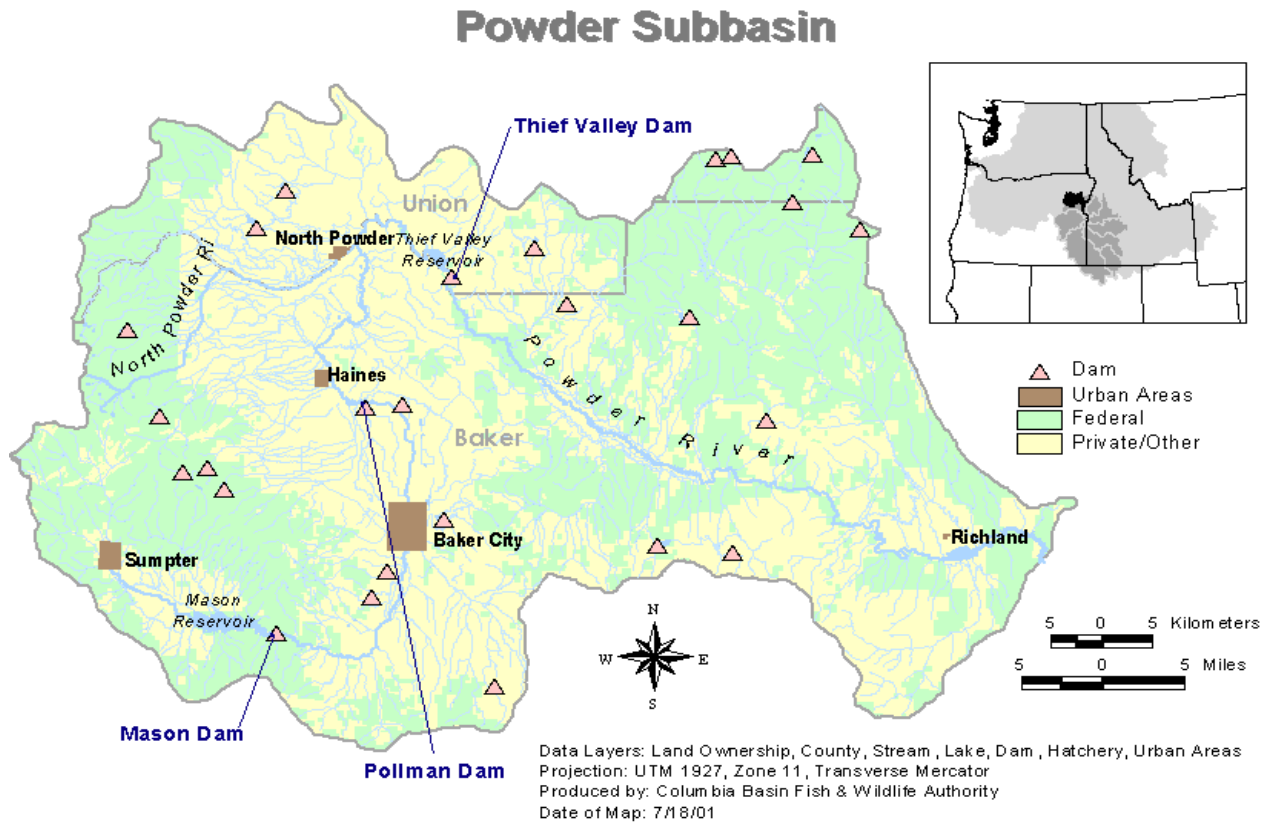 Powder Subbasin
Thief Valley Dam
Union
North Powder
Thief Valley
Reservoir
North Powder Ri
Haines
Powder River
Baker
Baker City
Sumpter
Mason
Reservoir
Richland
Mason Dam
Pollman Dam
Dam
Urban Areas
Federal
Private/Other
N
W
E
S
5 0 5 Kilometers
5 0 5 Miles
Data Layers: Land Ownership, County, Stream, Lake, Dam, Hatchery, Urban Areas
Projection: UTM 1927, Zone 11, Transverse Mercator
Produced by: Columbia Basin Fish & Wildlife Authority
Date of Map: 7/18/01